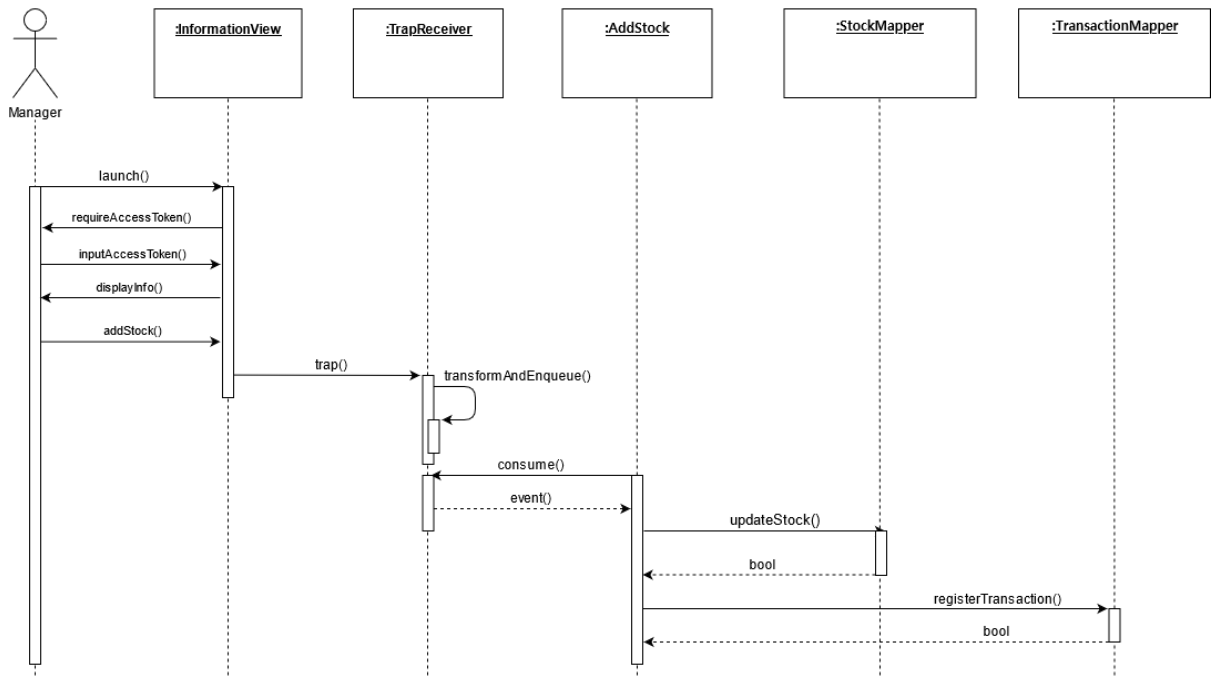 :InformationView
:TrapReceiver
:AddStock
:StockMapper
:TransactionMapper
Manager
launch()
requireAccessToken()
inputAccessToken()
displayInfo()
addStock()
trap()
transformAndEnqueue()
consume()
event()
updateStock()
bool
registerTransaction()
bool